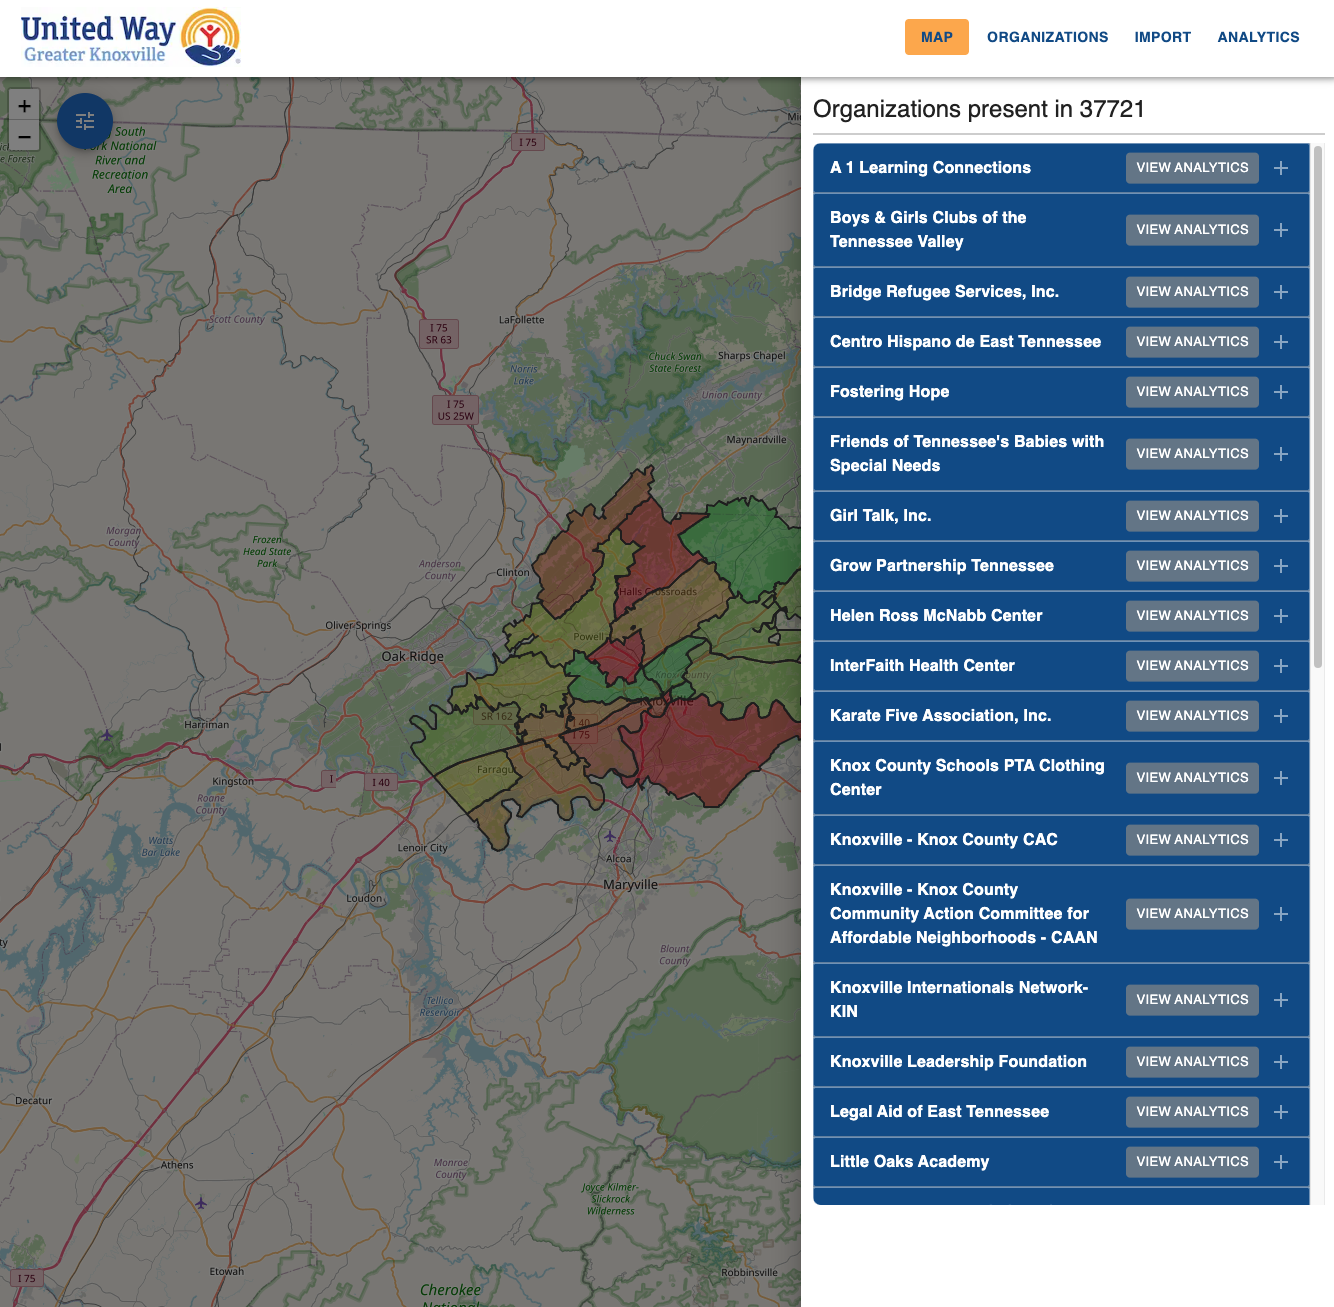 United Way
Greater Knoxville
MAP
ORGANIZATIONS
IMPORT
ANALYTICS
+
−
South
National
River and
Recreation
Area
e Forest
I 75
Scott County
I 75
SR 63
LaFollette
Norris
Lake
Chuck Swan
State Forest
Sharps Chapel
Union County
I 75
US 25W
Maynardville
Morgan
County
Frozen
Head State
Park
Anderson
County
Clinton
Halls Crossroads
Oliver Springs
Powell
Oak Ridge
Knox County
Knoxville
SR 162
I 40
I 75
Harriman
Farragut
Kingston
I
I 40
Roane
County
Watts
Bar Lake
Lenoir City
Alcoa
Maryville
Loudon
Blount
County
Tellico
Reservoir
Decatur
Athens
Monroe
County
Joyce Kilmer-
Slickrock
Wilderness
Etowah
I 75
Robbinsville
Cherokee
National
Organizations present in 37721
A 1 Learning Connections VIEW ANALYTICS +
Boys & Girls Clubs of the
Tennessee Valley VIEW ANALYTICS +
Bridge Refugee Services, Inc. VIEW ANALYTICS +
Centro Hispano de East Tennessee VIEW ANALYTICS +
Fostering Hope VIEW ANALYTICS +
Friends of Tennessee's Babies with
Special Needs VIEW ANALYTICS +
Girl Talk, Inc. VIEW ANALYTICS +
Grow Partnership Tennessee VIEW ANALYTICS +
Helen Ross McNabb Center VIEW ANALYTICS +
InterFaith Health Center VIEW ANALYTICS +
Karate Five Association, Inc. VIEW ANALYTICS +
Knox County Schools PTA Clothing
Center VIEW ANALYTICS +
Knoxville - Knox County CAC VIEW ANALYTICS +
Knoxville - Knox County
Community Action Committee for
Affordable Neighborhoods - CAAN VIEW ANALYTICS +
Knoxville Internationals Network-
KIN VIEW ANALYTICS +
Knoxville Leadership Foundation VIEW ANALYTICS +
Legal Aid of East Tennessee VIEW ANALYTICS +
Little Oaks Academy VIEW ANALYTICS +